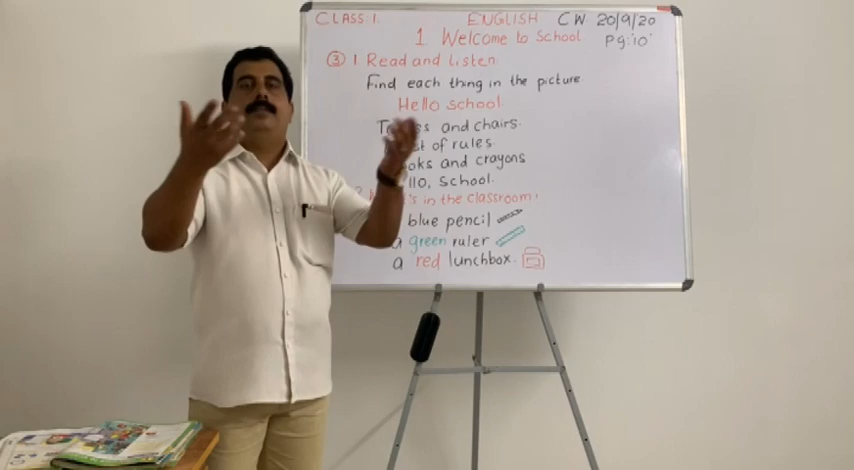 CLASS: 1. ENGLISH CW 20/9/20
1. Welcome to School Pg:'10'
③ 1 Read and listen
Find each thing in the picture
Hello school.
and chairs.
of rules.
and crayons
School.
in the classroom.
blue pencil
a green ruler
a red lunchbox.